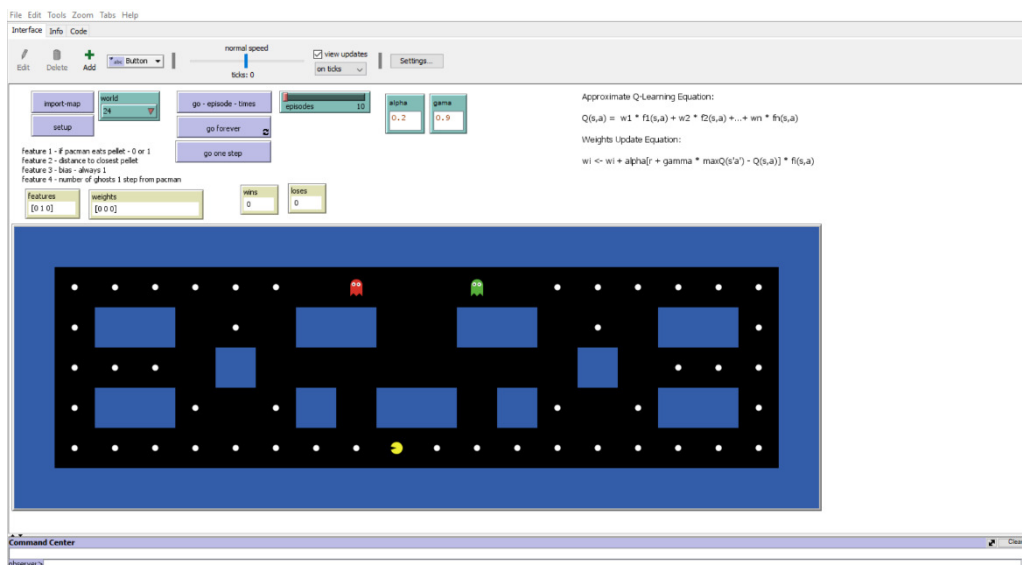 File Edit Tools Zoom Tabs Help
Interface Info Code
Edit Delete Add
abc Button
normal speed
ticks: 0
view updates
on ticks
Settings...
import-map
world
24
go - episode - times
episodes 10
alpha
0.2
gama
0.9
setup
go forever
go one step
Approximate Q-Learning Equation:
Q(s,a) = w1 * f1(s,a) + w2 * f2(s,a) +...+ wn * fn(s,a)
Weights Update Equation:
wi <- wi + alpha[r + gamma * maxQ(s'a') - Q(s,a)] * fi(s,a)
feature 1 - if pacman eats pellet - 0 or 1
feature 2 - distance to closest pellet
feature 3 - bias - always 1
feature 4 - number of ghosts 1 step from pacman
features
[0 1 0]
weights
[0 0 0]
wins
0
loses
0
Command Center
Clear
observer>